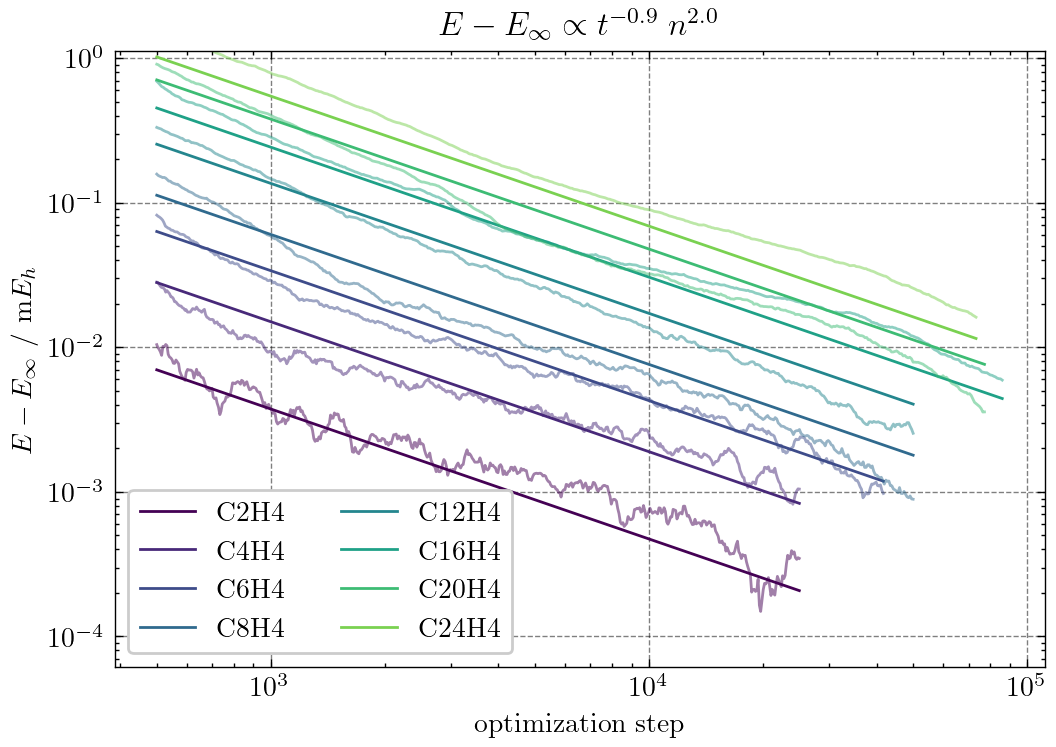 E − E∞ ∝ t^−0.9 n^2.0
E − E∞ / mE_h
10^0
10^−1
10^−2
10^−3
10^−4
C2H4
C4H4
C6H4
C8H4
C12H4
C16H4
C20H4
C24H4
10^3
10^4
10^5
optimization step